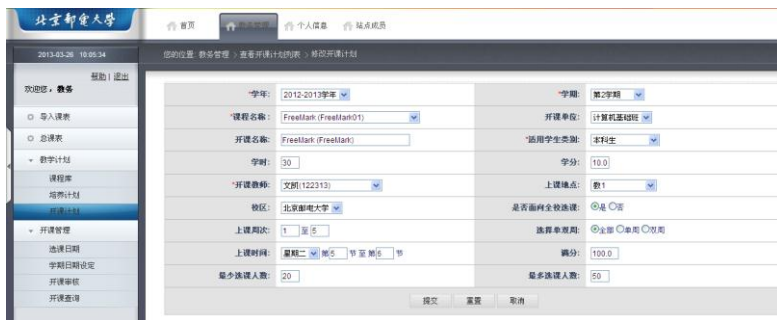 北京邮电大学
首页
教务管理
个人信息
站点成员
2013-03-26 10:05:34
您的位置: 教务管理 > 查看开课计划列表 > 修改开课计划
帮助 | 退出
欢迎您，教务
导入课表
总课表
教学计划
课程库
培养计划
开课计划
开课管理
选课日期
学期日期设定
开课审核
开课查询
*学年: 2012-2013学年 *学期: 第2学期
*课程名称: FreeMark (FreeMark01) 开课单位: 计算机基础班
开课名称: FreeMark (FreeMark) *适用学生类别: 本科生
学时: 30 学分: 10.0
*开课教师: 文朗(122313) 上课地点: 教1
校区: 北京邮电大学 是否面向全校选课: 是 否
上课周次: 1 至 5 选择单双周: 全部 单周 双周
上课时间: 星期二 第5 节 至 第6 节 满分: 100.0
最少选课人数: 20 最多选课人数: 50
提交 重置 取消